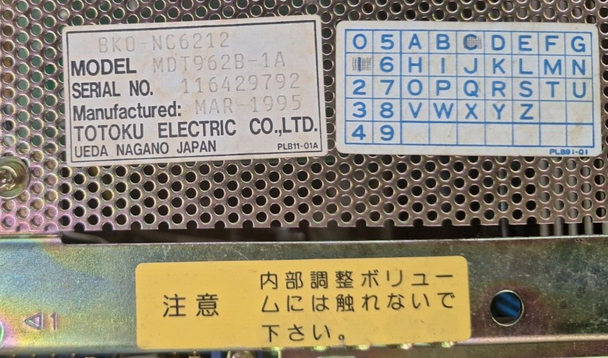 BKO-NC6212
MODEL MDT962B-1A
SERIAL NO. 116429792
Manufactured: MAR-1995
TOTOKU ELECTRIC CO.,LTD.
UEDA NAGANO JAPAN PLB11-01A
0 5 A B C D E F G
6 H I J K L M N
2 7 O P Q R S T U
3 8 V W X Y Z
4 9
PLB91-01
注意
内部調整ボリュー
ムには触れないで
下さい。
1